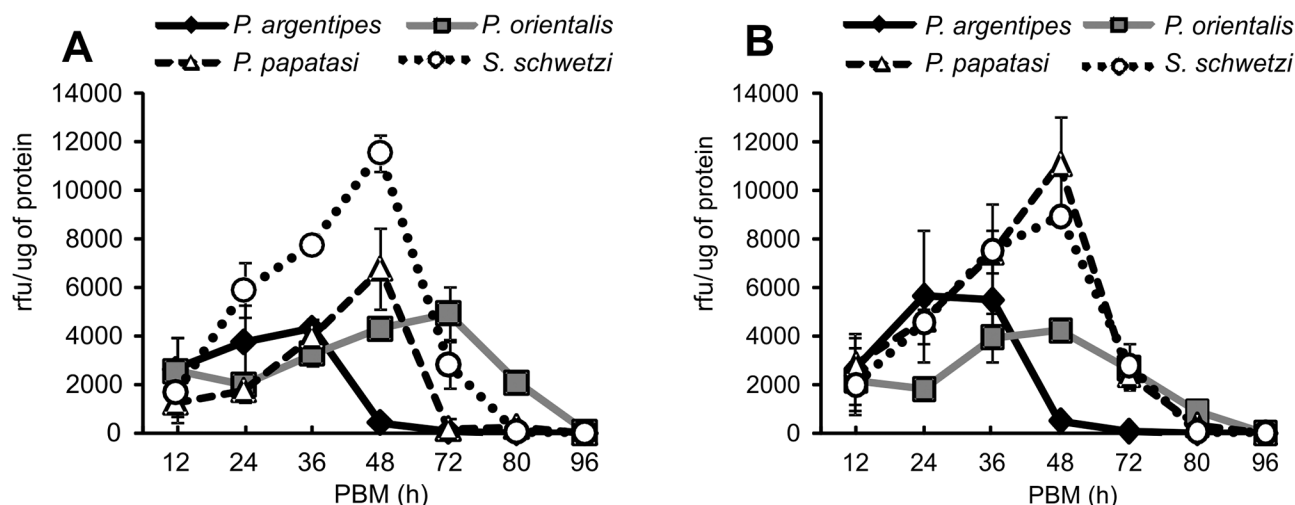 A
P. argentipes
P. orientalis
P. papatasi
S. schwetzi
rfu/ug of protein
14000
12000
10000
8000
6000
4000
2000
0
12 24 36 48 72 80 96
PBM (h)
B
P. argentipes
P. orientalis
P. papatasi
S. schwetzi
rfu/ug of protein
14000
12000
10000
8000
6000
4000
2000
0
12 24 36 48 72 80 96
PBM (h)